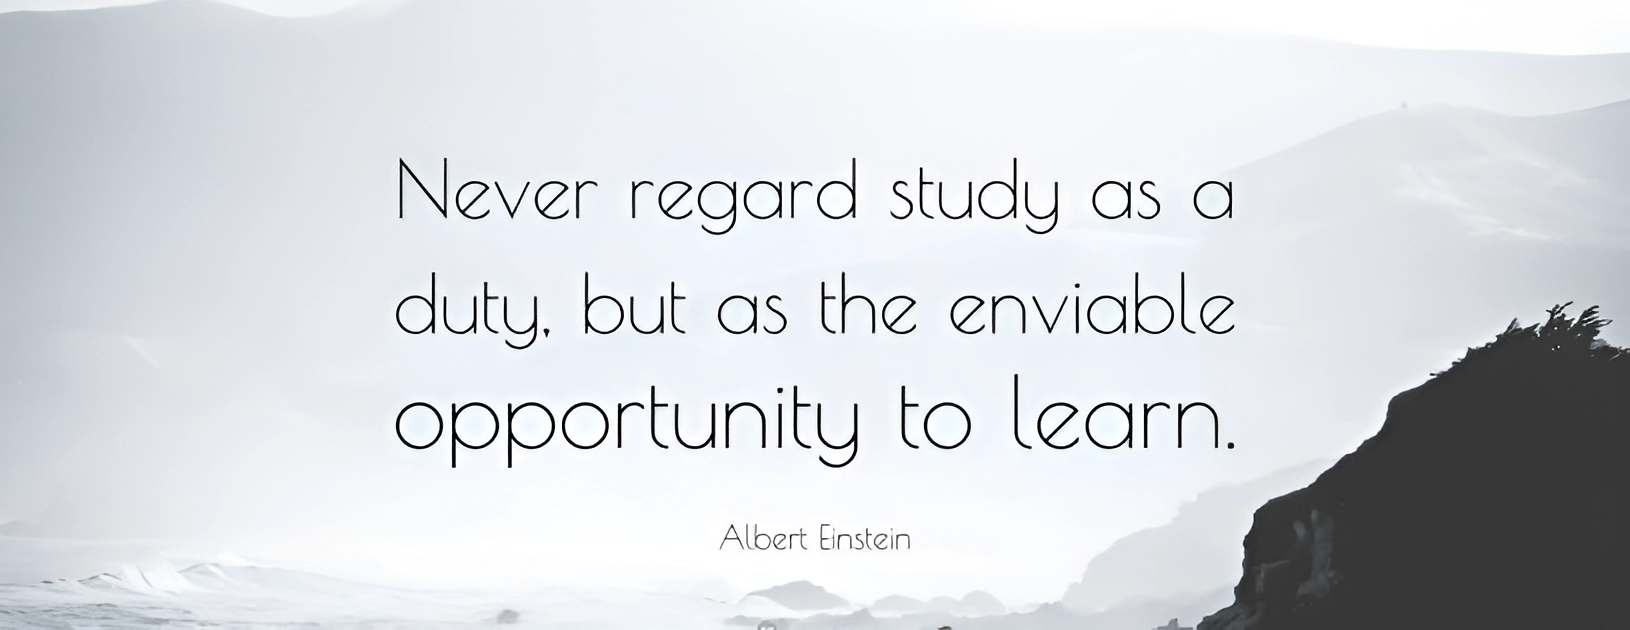 Never regard study as a
duty, but as the enviable
opportunity to learn.
Albert Einstein